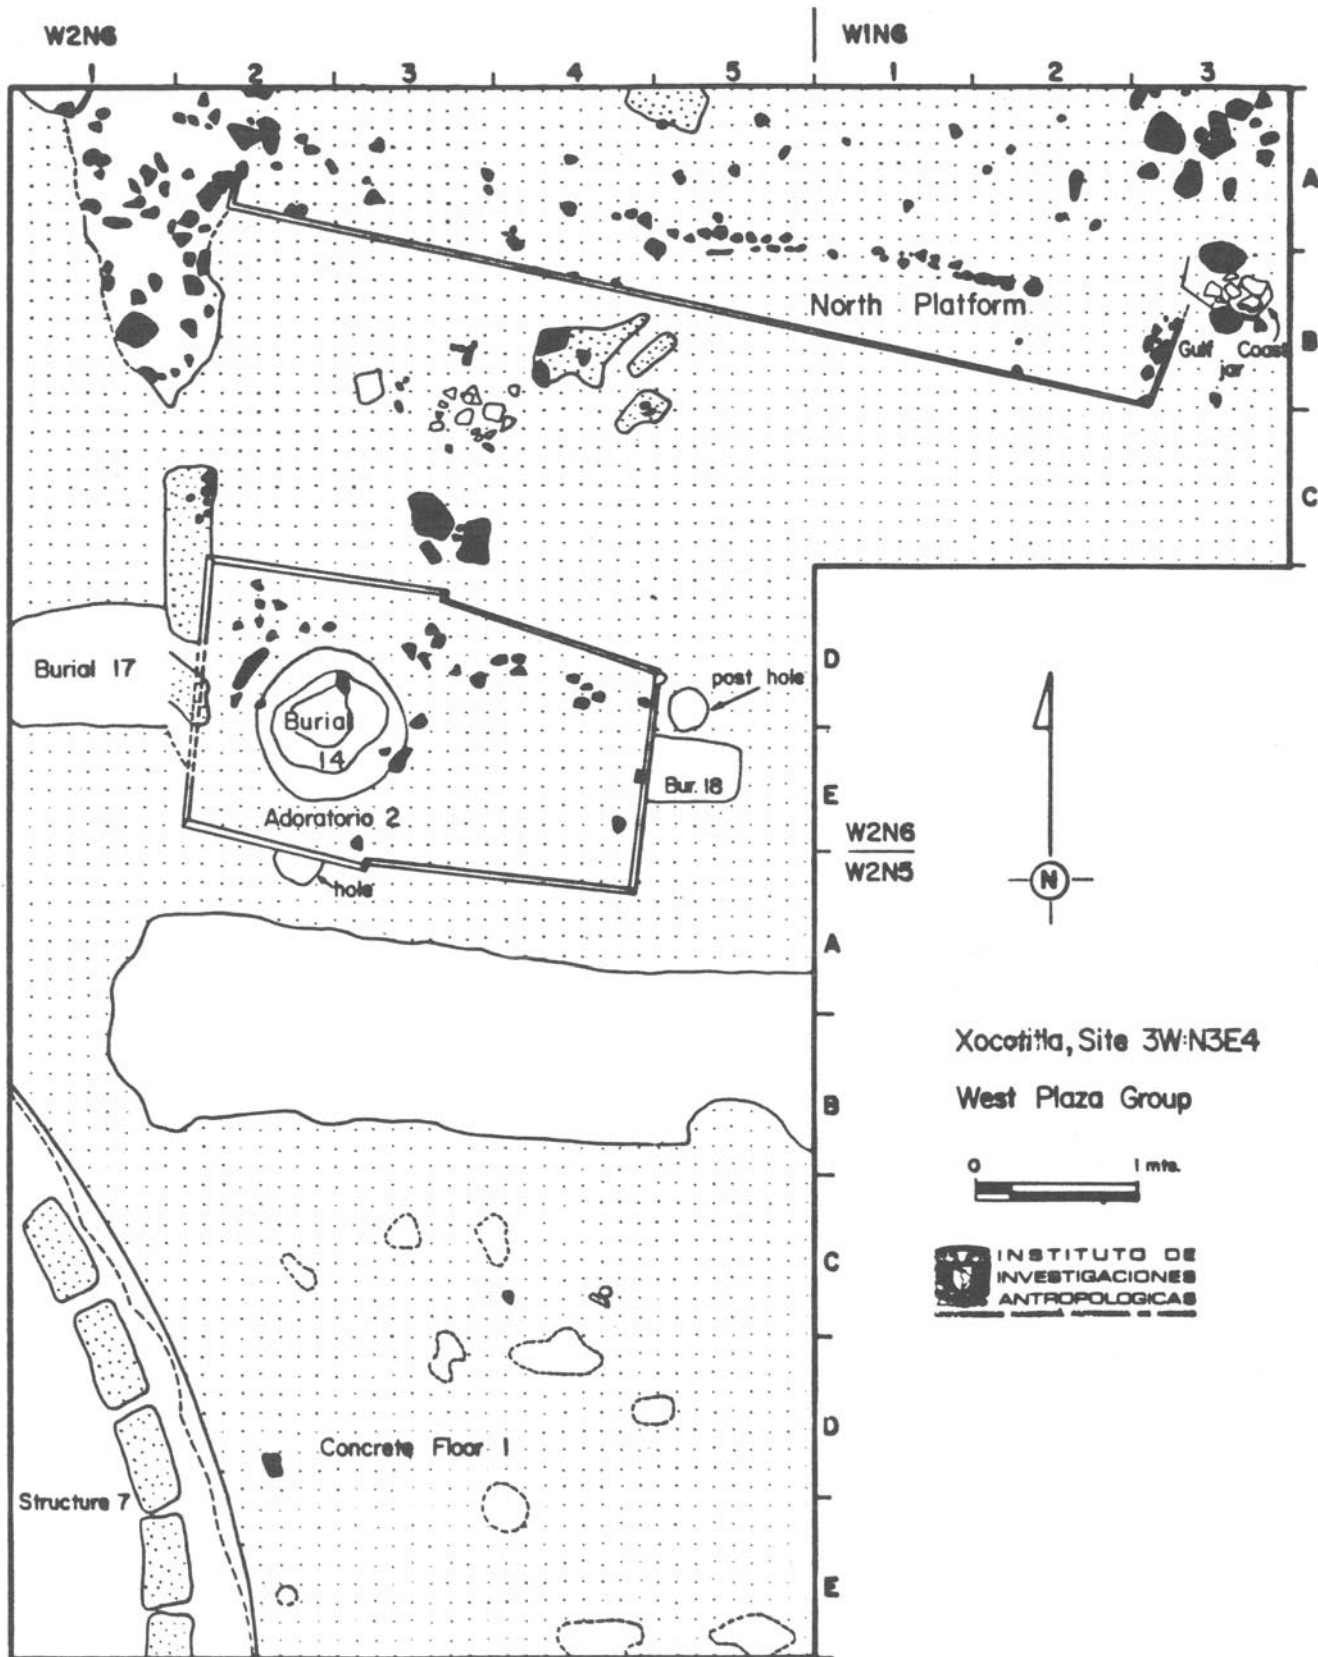 W2N6 W1N6
1 2 3 4 5 1 2 3
A
North Platform
B
Gulf Coast
jar
C
Burial 17
D
post hole
Burial
14
Bur. 18
E
Adoratorio 2
W2N6
W2N5
hole
N
A
Xocotitla, Site 3W:N3E4
West Plaza Group
B
0 1 mts.
C
INSTITUTO DE
INVESTIGACIONES
ANTROPOLOGICAS
D
Concrete Floor 1
Structure 7
E